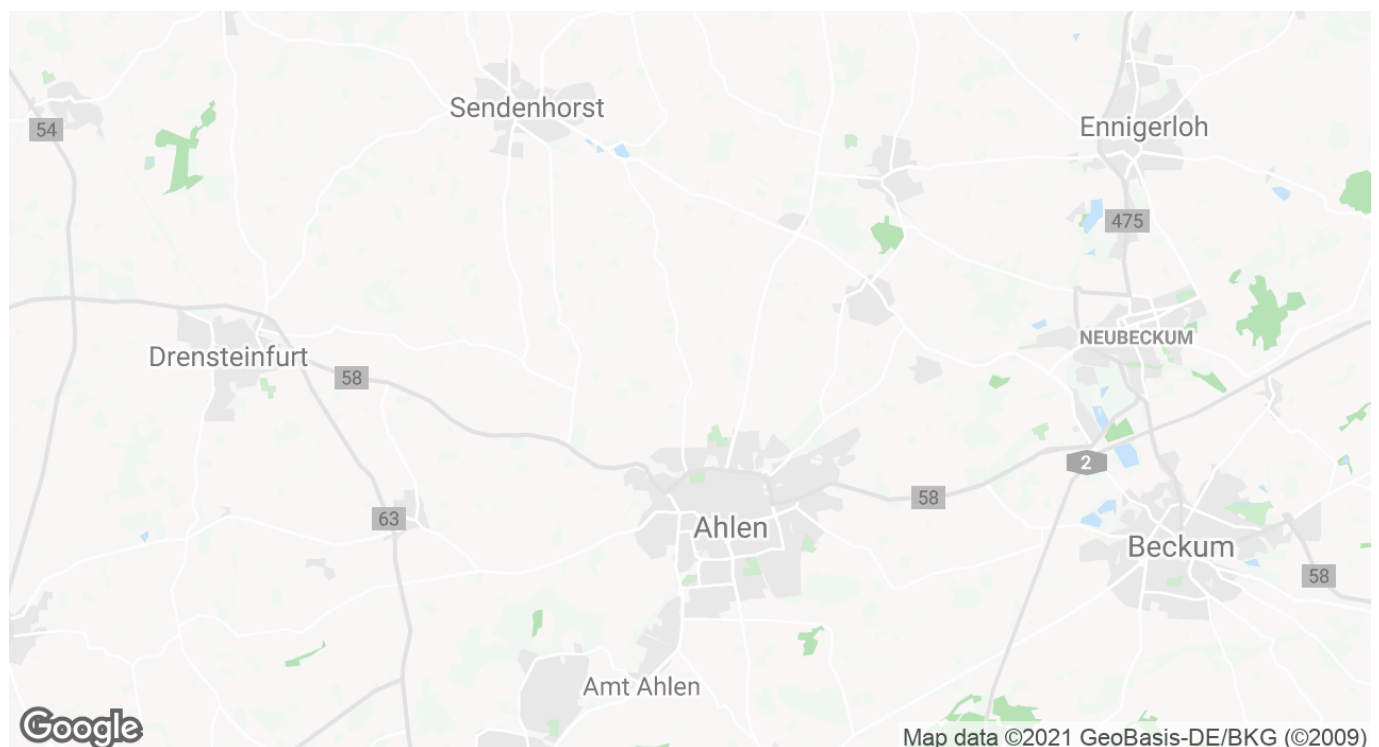 Sendenhorst
Ennigerloh
54
475
NEUBECKUM
Drensteinfurt
58
2
58
63
Ahlen
Beckum
58
Amt Ahlen
Google
Map data ©2021 GeoBasis-DE/BKG (©2009)